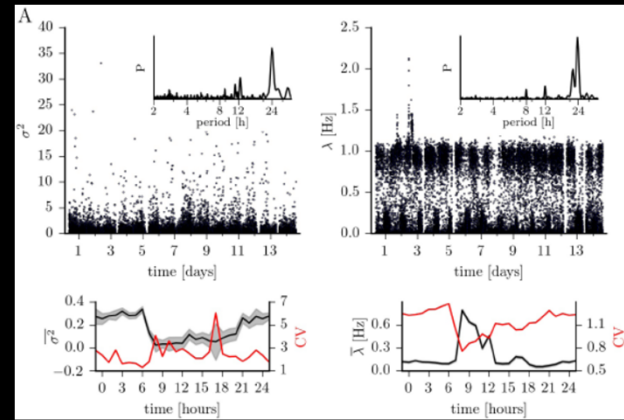 A
40
35
30
25
20
15
10
5
0
σ²
P
2 4 8 12 24
period [h]
1 3 5 7 9 11 13
time [days]
2.5
2.0
1.5
1.0
0.5
0.0
λ [Hz]
P
2 4 8 12 24
period [h]
1 3 5 7 9 11 13
time [days]
0.4
0.2
0.0
−0.2
σ²
7
5
3
1
CV
0 3 6 9 12 15 18 21 24
time [hours]
0.6
0.3
0.0
λ [Hz]
1.1
0.8
0.5
CV
0 3 6 9 12 15 18 21 24
time [hours]